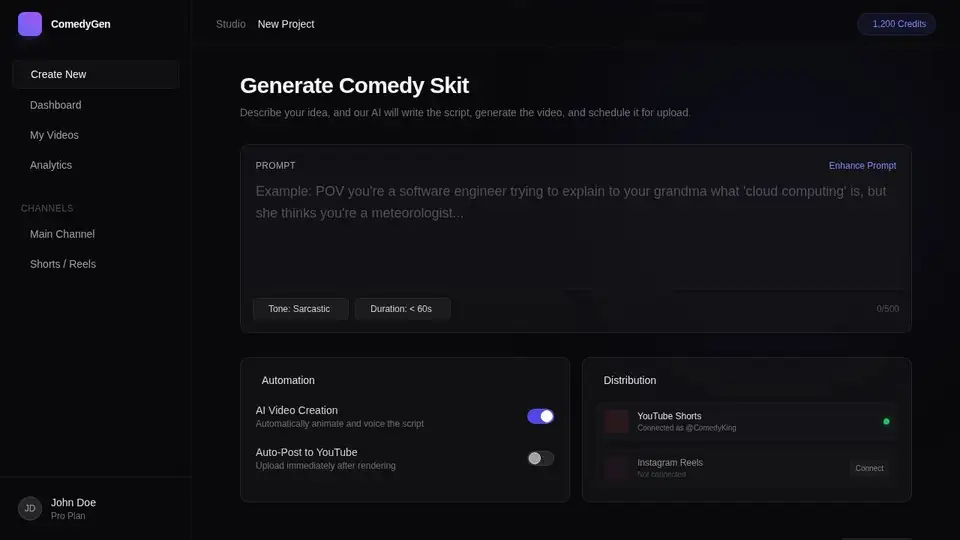 ComedyGen
Create New
Dashboard
My Videos
Analytics
CHANNELS
Main Channel
Shorts / Reels
JD
John Doe
Pro Plan
Studio New Project
1,200 Credits
Generate Comedy Skit
Describe your idea, and our AI will write the script, generate the video, and schedule it for upload.
PROMPT
Enhance Prompt
Example: POV you're a software engineer trying to explain to your grandma what 'cloud computing' is, but
she thinks you're a meteorologist...
Tone: Sarcastic
Duration: < 60s
0/500
Automation
AI Video Creation
Automatically animate and voice the script
Auto-Post to YouTube
Upload immediately after rendering
Distribution
YouTube Shorts
Connected as @ComedyKing
Instagram Reels
Not connected
Connect